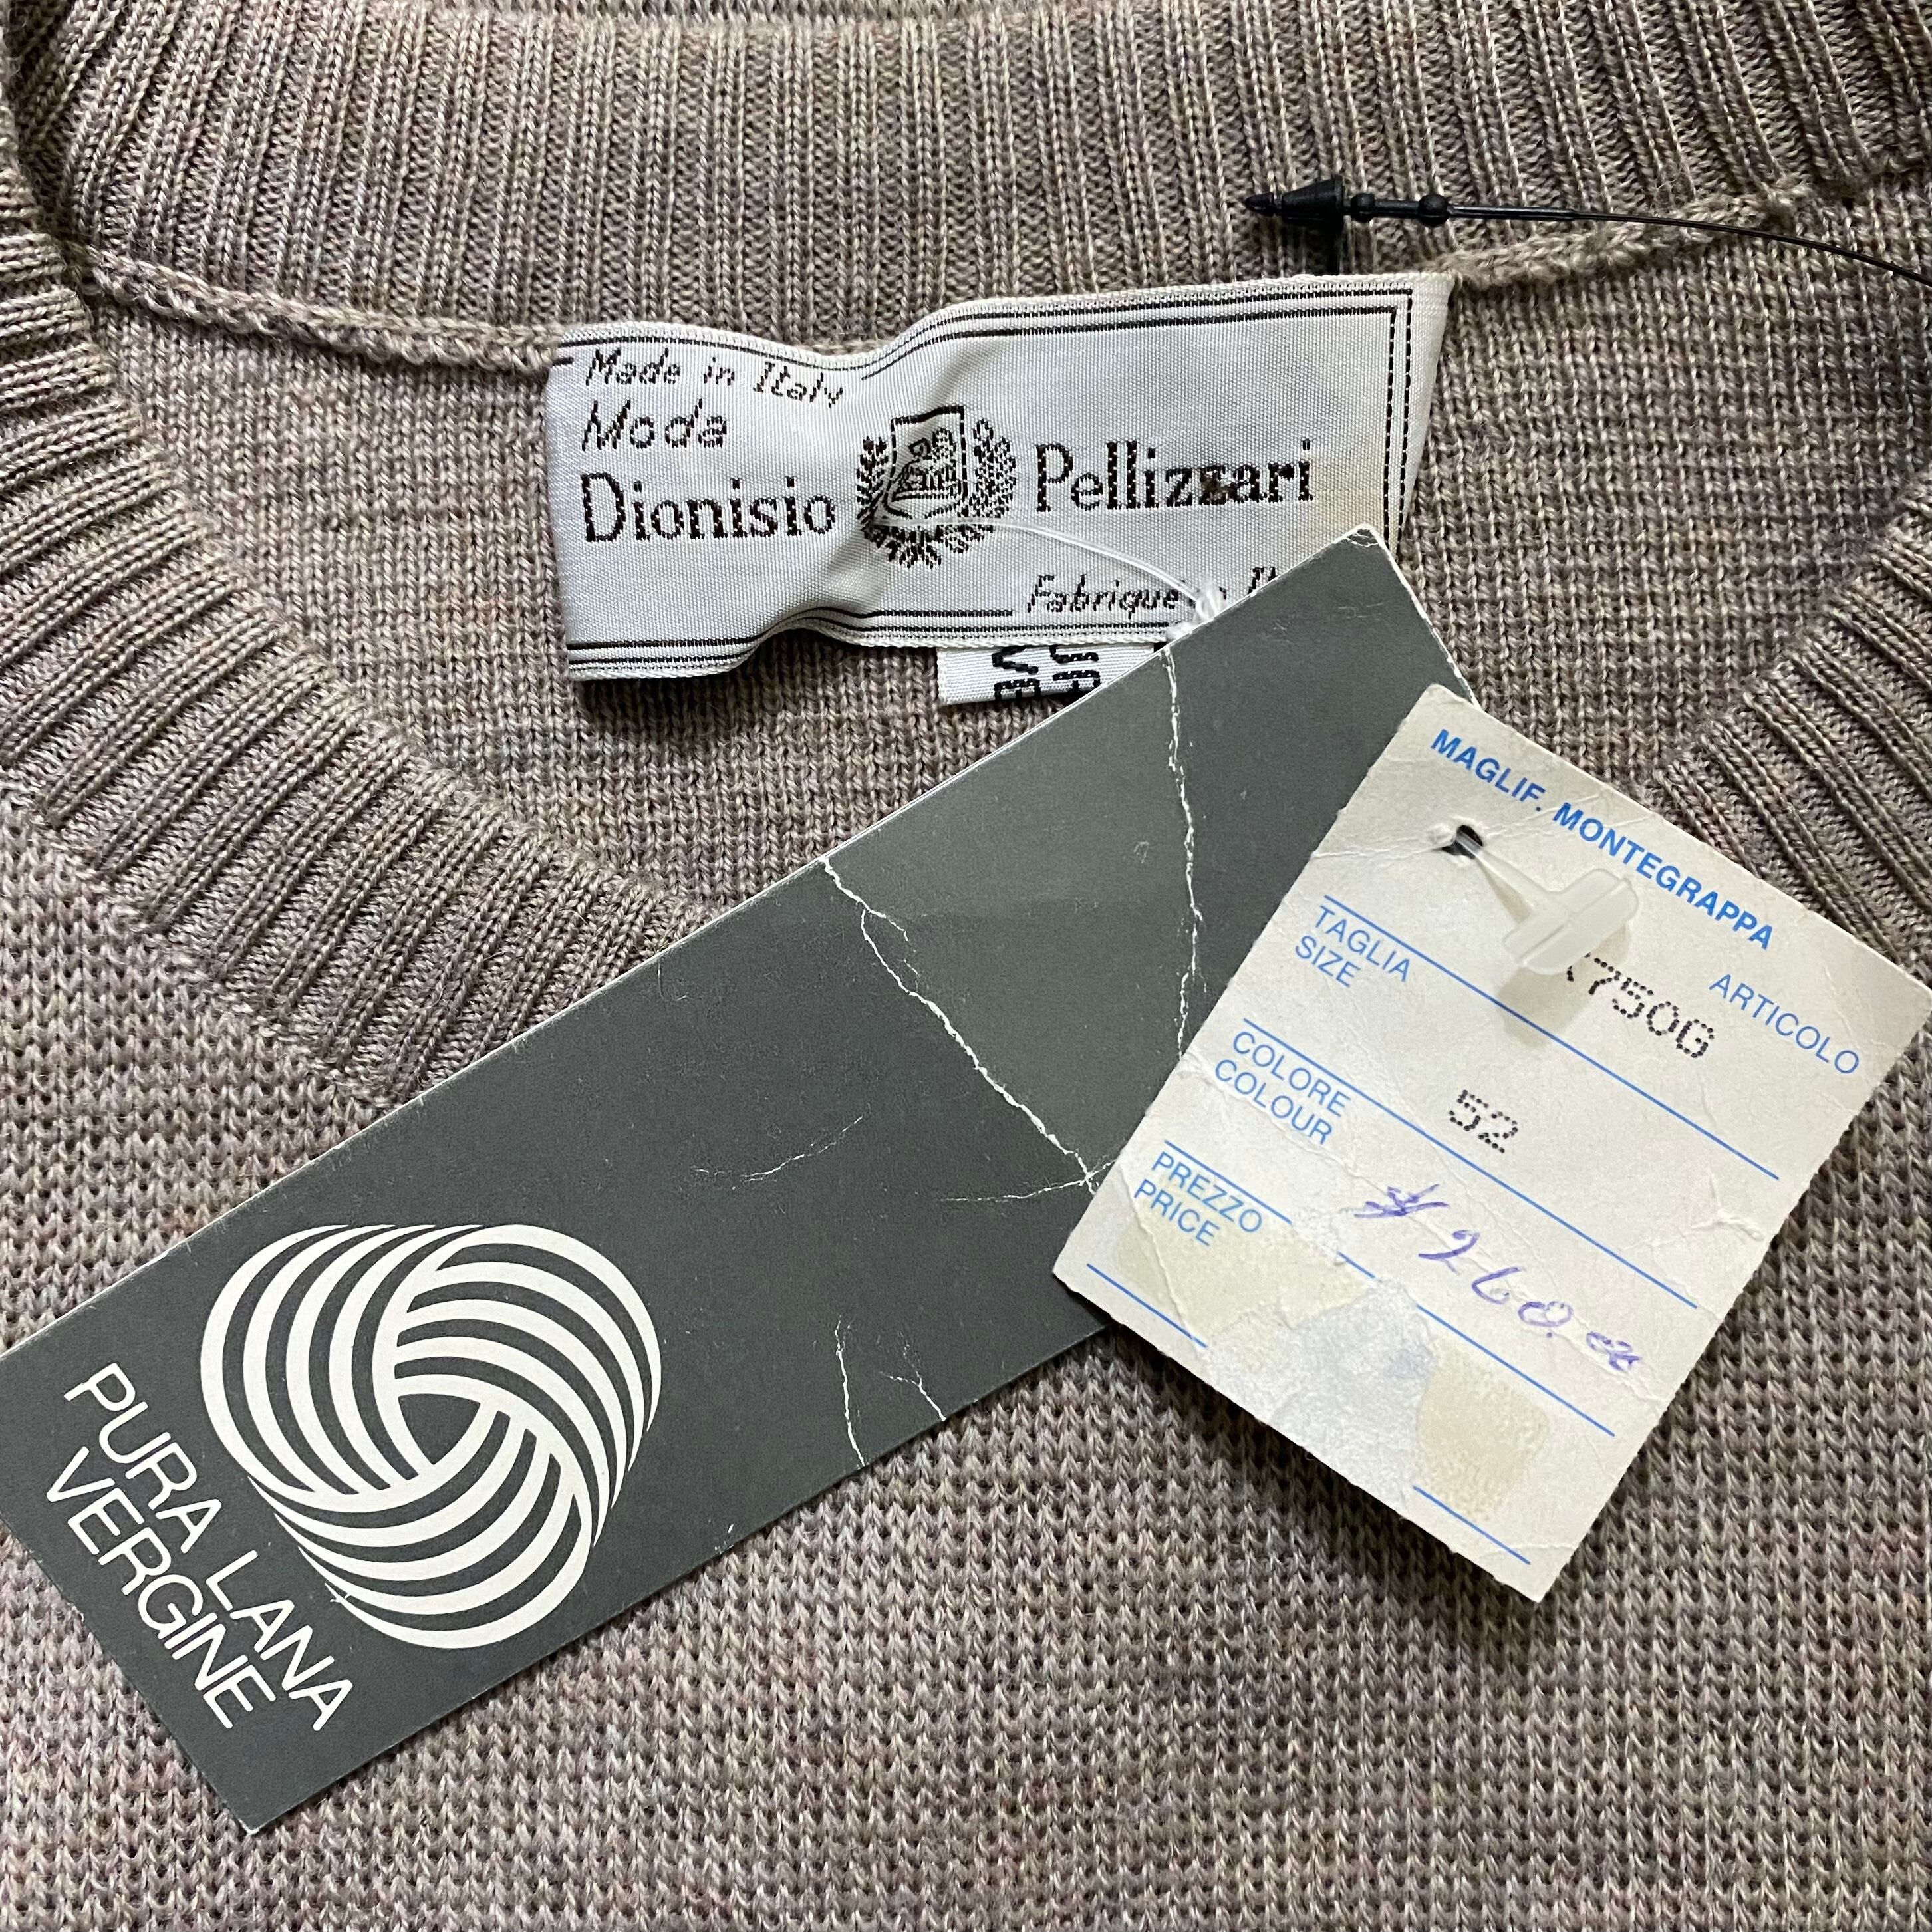 Made in Italy
Moda
Dionisio Pellizzari
Fabrique
MAGLIF. MONTEGRAPPA
ARTICOLO
7506
TAGLIA
SIZE
52
COLORE
COLOUR
PREZZO
PRICE
PURA LANA
VERGINE